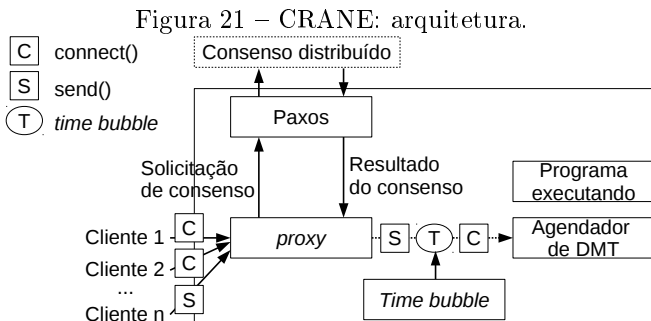 Figura 21 – CRANE: arquitetura.
C connect()
S send()
T time bubble
Consenso distribuído
Paxos
Solicitação
de consenso
Resultado
do consenso
Programa
executando
Cliente 1
C
Cliente 2
C
...
Cliente n
S
proxy
S
T
C
Agendador
de DMT
Time bubble